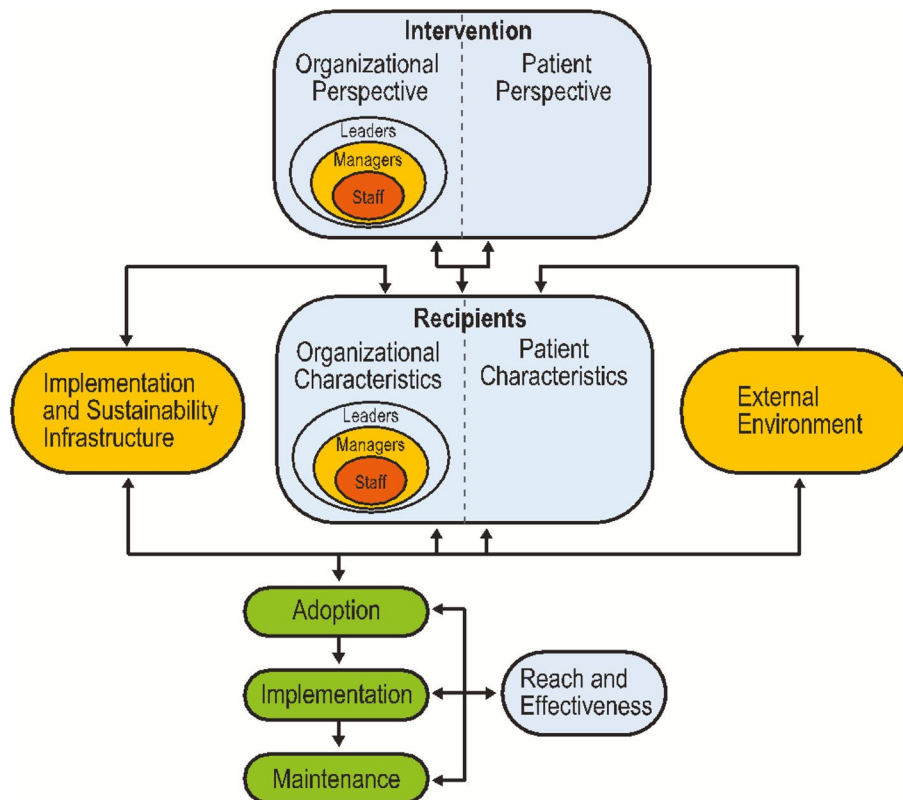 Intervention
Organizational
Perspective
Patient
Perspective
Leaders
Managers
Staff
Recipients
Organizational
Characteristics
Patient
Characteristics
Leaders
Managers
Staff
Implementation
and Sustainability
Infrastructure
External
Environment
Adoption
Implementation
Maintenance
Reach and
Effectiveness